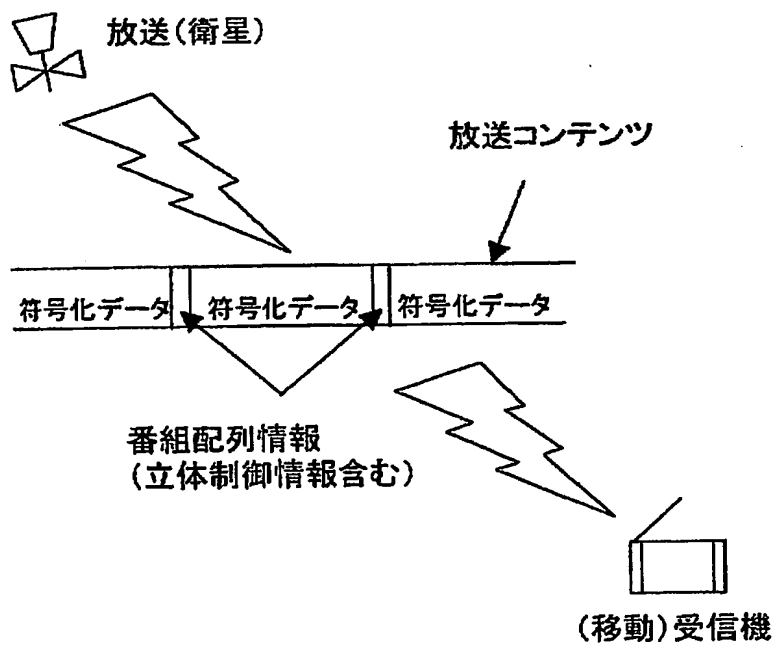 放送(衛星)
放送コンテンツ
符号化データ 符号化データ 符号化データ
番組配列情報
(立体制御情報含む)
(移動)受信機